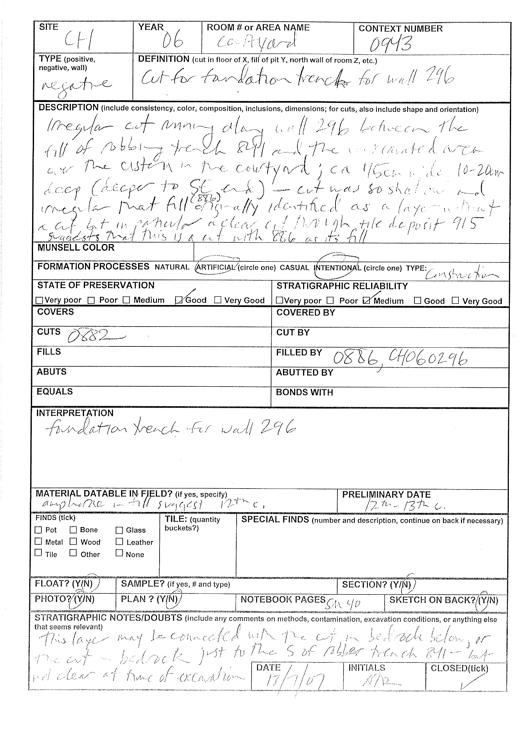 SITE YEAR ROOM # or AREA NAME CONTEXT NUMBER
CH 06 Courtyard 0943
TYPE (positive, negative, wall) DEFINITION (cut in floor of X, fill of pit Y, north wall of room Z, etc.)
negative Cut for foundation trench for wall 296
DESCRIPTION (include consistency, color, composition, inclusions, dimensions; for cuts, also include shape and orientation)
Irregular cut running along wall 296 between the
fill of robbing trench 841 and the unexcavated area
over the cistern in the courtyard; ca 45cm wide 10-20cm
deep (deeper to SE end) – cut was so shallow and
irregular that fill (886) originally identified as a layer without
a cut, but in particular a clear cut through tile deposit 915
suggests that this is a cut with 886 as its fill
MUNSELL COLOR
FORMATION PROCESSES NATURAL ARTIFICIAL (circle one) CASUAL INTENTIONAL (circle one) TYPE: Construction
STATE OF PRESERVATION STRATIGRAPHIC RELIABILITY
Very poor Poor Medium Good Very Good Very poor Poor Medium Good Very Good
COVERS COVERED BY
CUTS 0882 CUT BY
FILLS FILLED BY 0886, CH060296
ABUTS ABUTTED BY
EQUALS BONDS WITH
INTERPRETATION
foundation trench for wall 296
MATERIAL DATABLE IN FIELD? (if yes, specify) PRELIMINARY DATE
amphorae in fill suggest 12th c. 12th-13th c.
FINDS (tick) TILE: (quantity buckets?) SPECIAL FINDS (number and description, continue on back if necessary)
Pot Bone Glass
Metal Wood Leather
Tile Other None
FLOAT? (Y/N) SAMPLE? (if yes, # and type) SECTION? (Y/N)
PHOTO? (Y/N) PLAN ? (Y/N) NOTEBOOK PAGES 40 SKETCH ON BACK? (Y/N)
STRATIGRAPHIC NOTES/DOUBTS (include any comments on methods, contamination, excavation conditions, or anything else that seems relevant)
This layer may be connected with the cut in bedrock below, or
the cut in bedrock just to the S of robber trench 841 – but
not clear at time of excavation
DATE INITIALS CLOSED(tick)
17/7/07